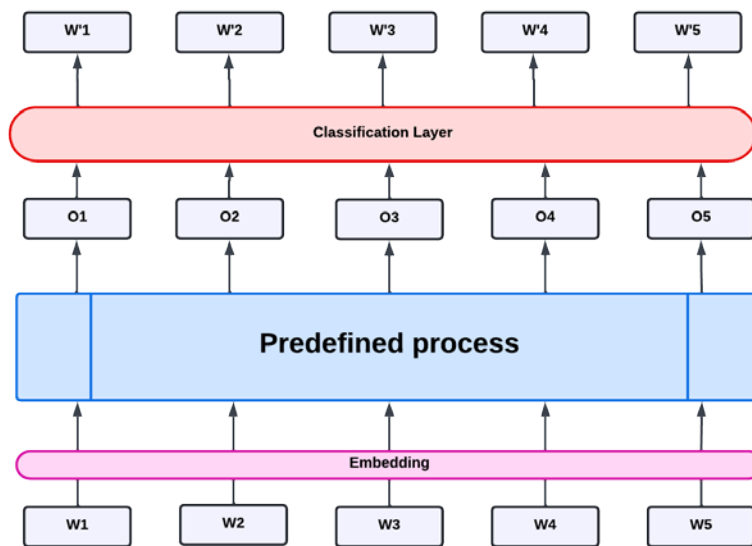 W'1 W'2 W'3 W'4 W'5
Classification Layer
O1 O2 O3 O4 O5
Predefined process
Embedding
W1 W2 W3 W4 W5